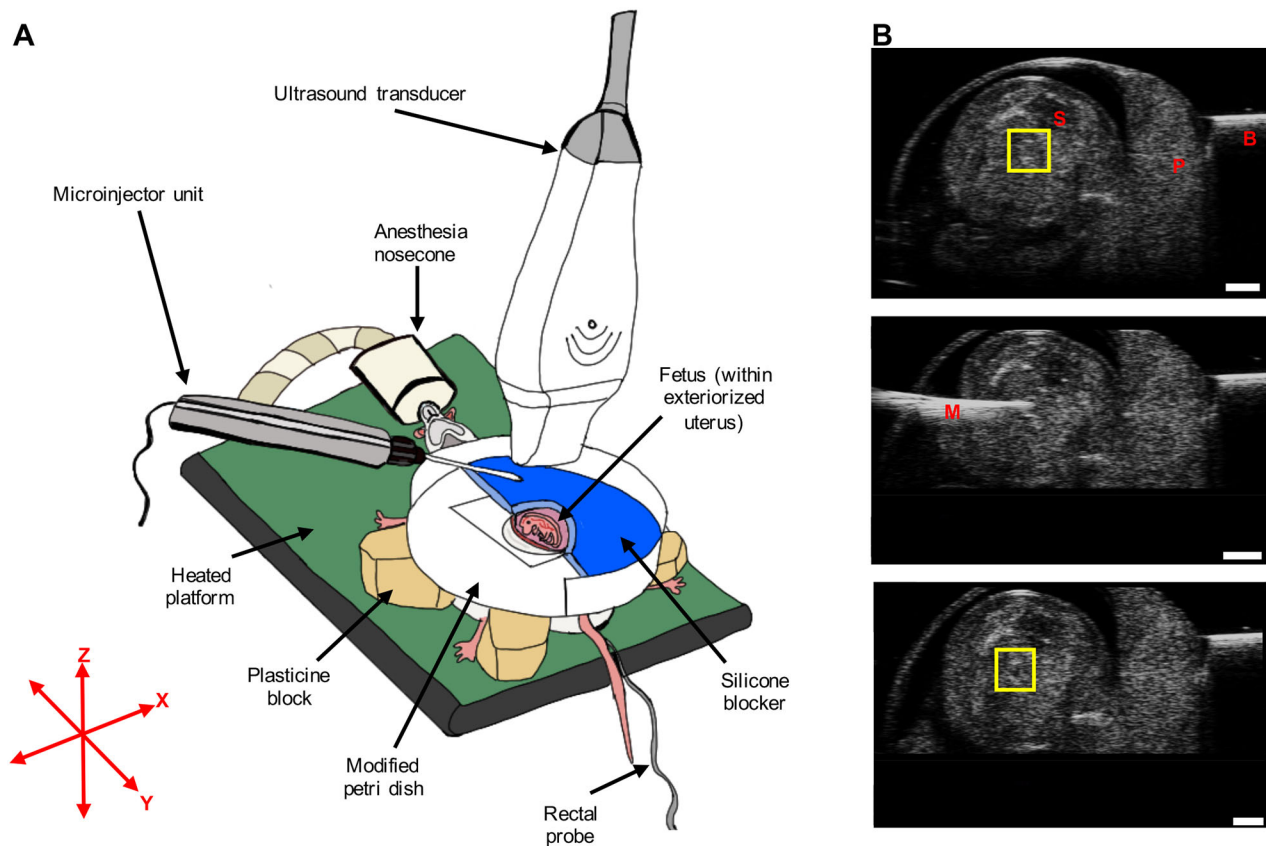 A
B
Ultrasound transducer
Microinjector unit
Anesthesia
nosecone
Fetus (within
exteriorized
uterus)
Heated
platform
Plasticine
block
Modified
petri dish
Rectal
probe
Silicone
blocker
Z
X
Y
S
B
P
M